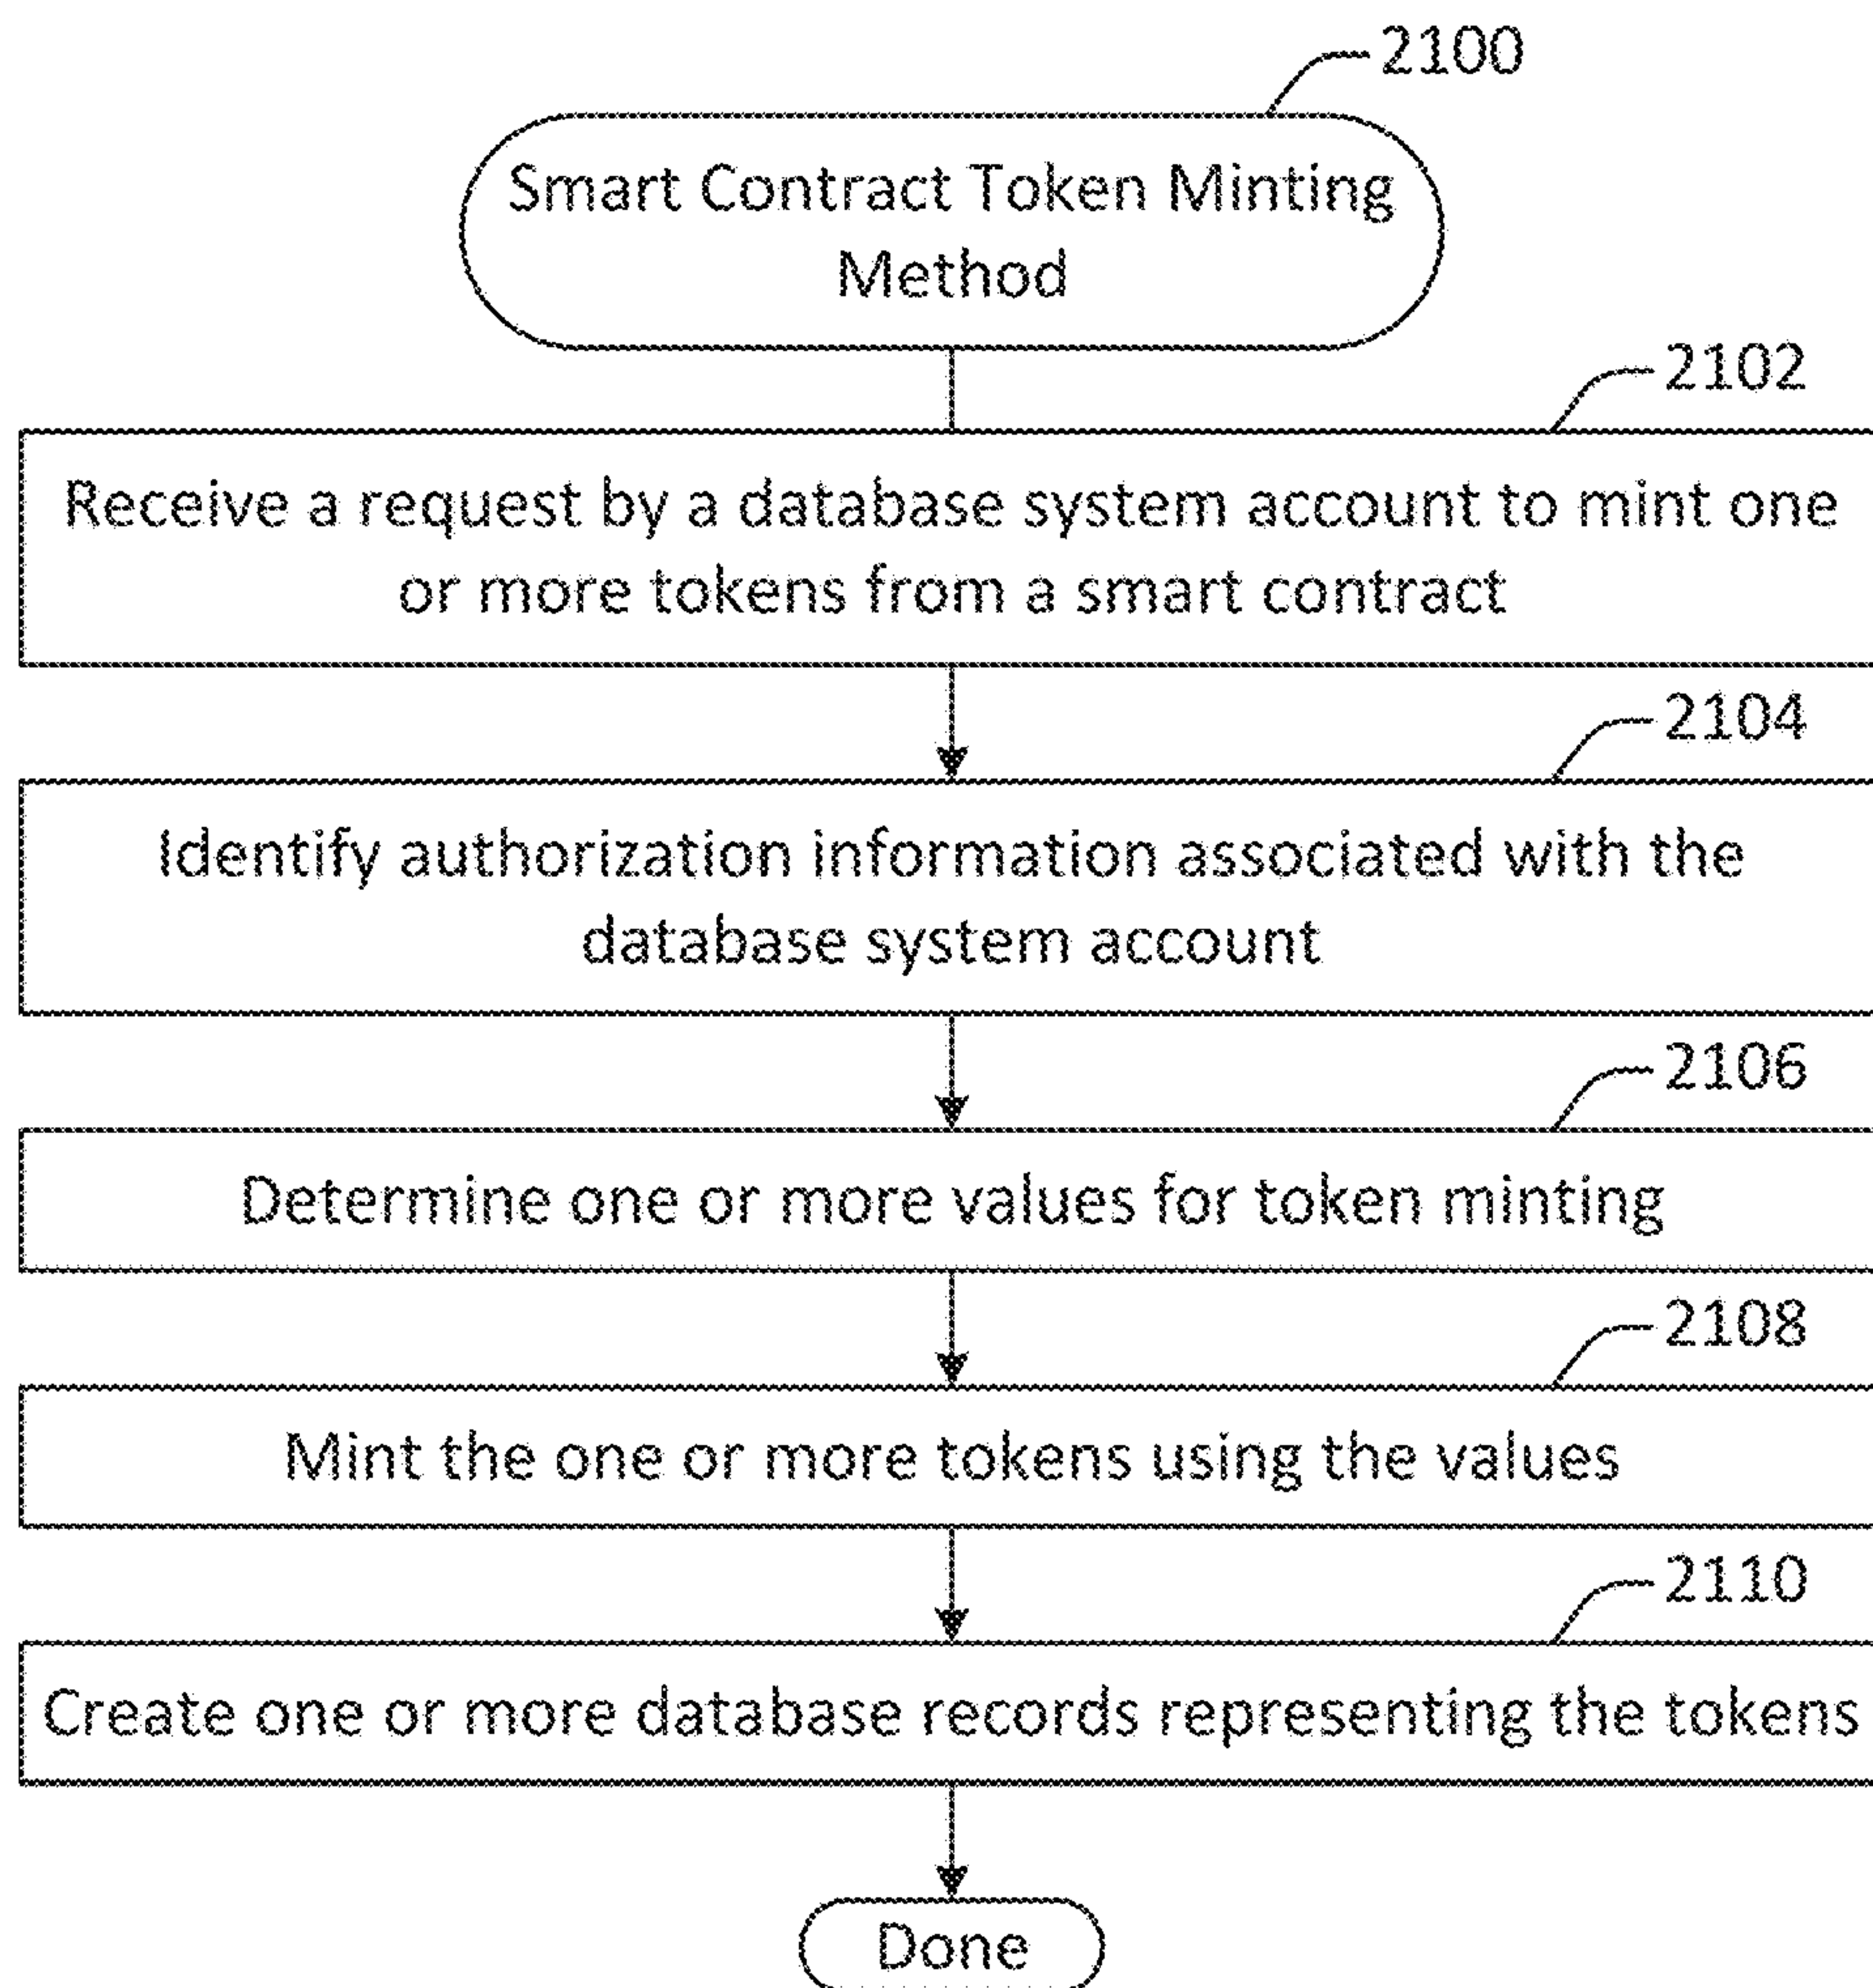 2100
Smart Contract Token Minting
Method
2102
Receive a request by a database system account to mint one
or more tokens from a smart contract
2104
Identify authorization information associated with the
database system account
2106
Determine one or more values for token minting
2108
Mint the one or more tokens using the values
2110
Create one or more database records representing the tokens
Done